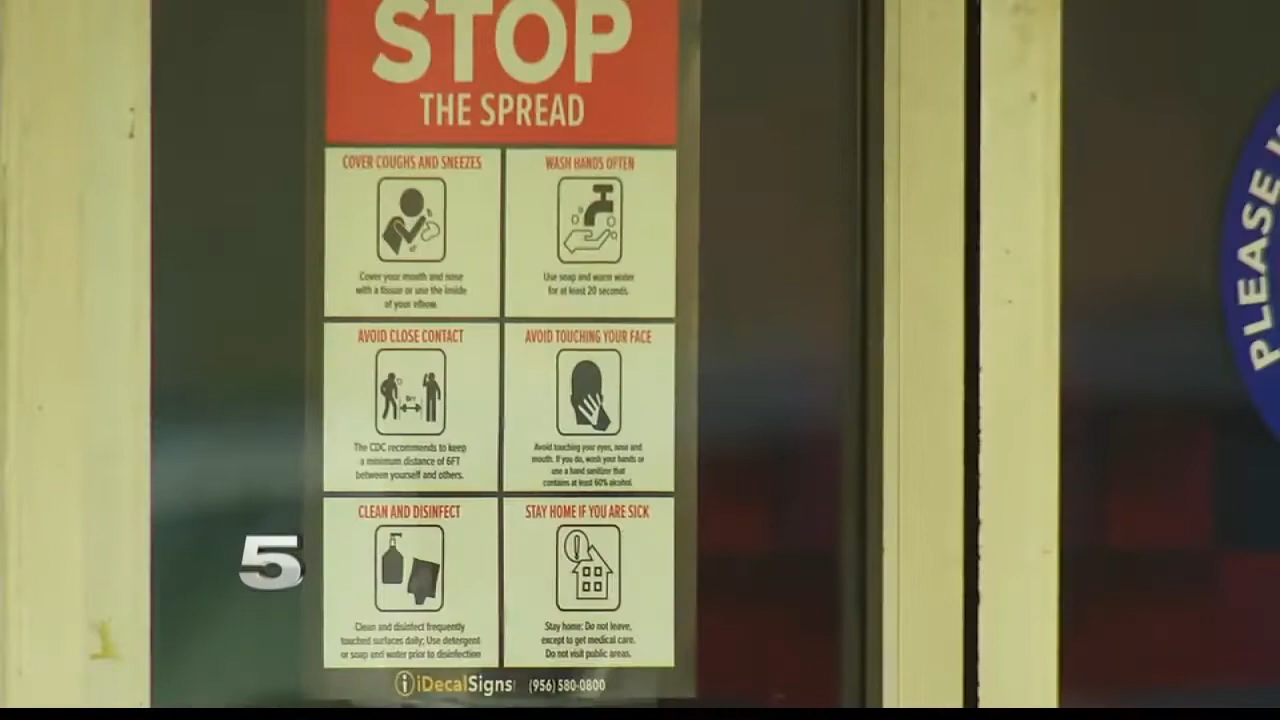 STOP
THE SPREAD
COVER COUGHS AND SNEEZES
Cover your mouth and nose
with a tissue or use the inside
of your elbow.
WASH HANDS OFTEN
Use soap and warm water
for at least 20 seconds.
AVOID CLOSE CONTACT
6FT
The CDC recommends to keep
a minimum distance of 6FT
between yourself and others.
AVOID TOUCHING YOUR FACE
Avoid touching your eyes, nose and
mouth. If you do, wash your hands or
use a hand sanitizer that
contains at least 60% alcohol.
CLEAN AND DISINFECT
Clean and disinfect frequently
touched surfaces daily; Use detergent
or soap and water prior to disinfection
STAY HOME IF YOU ARE SICK
Stay home: Do not leave,
except to get medical care.
Do not visit public areas.
iDecalSigns (956) 580-0800
5
PLEASE